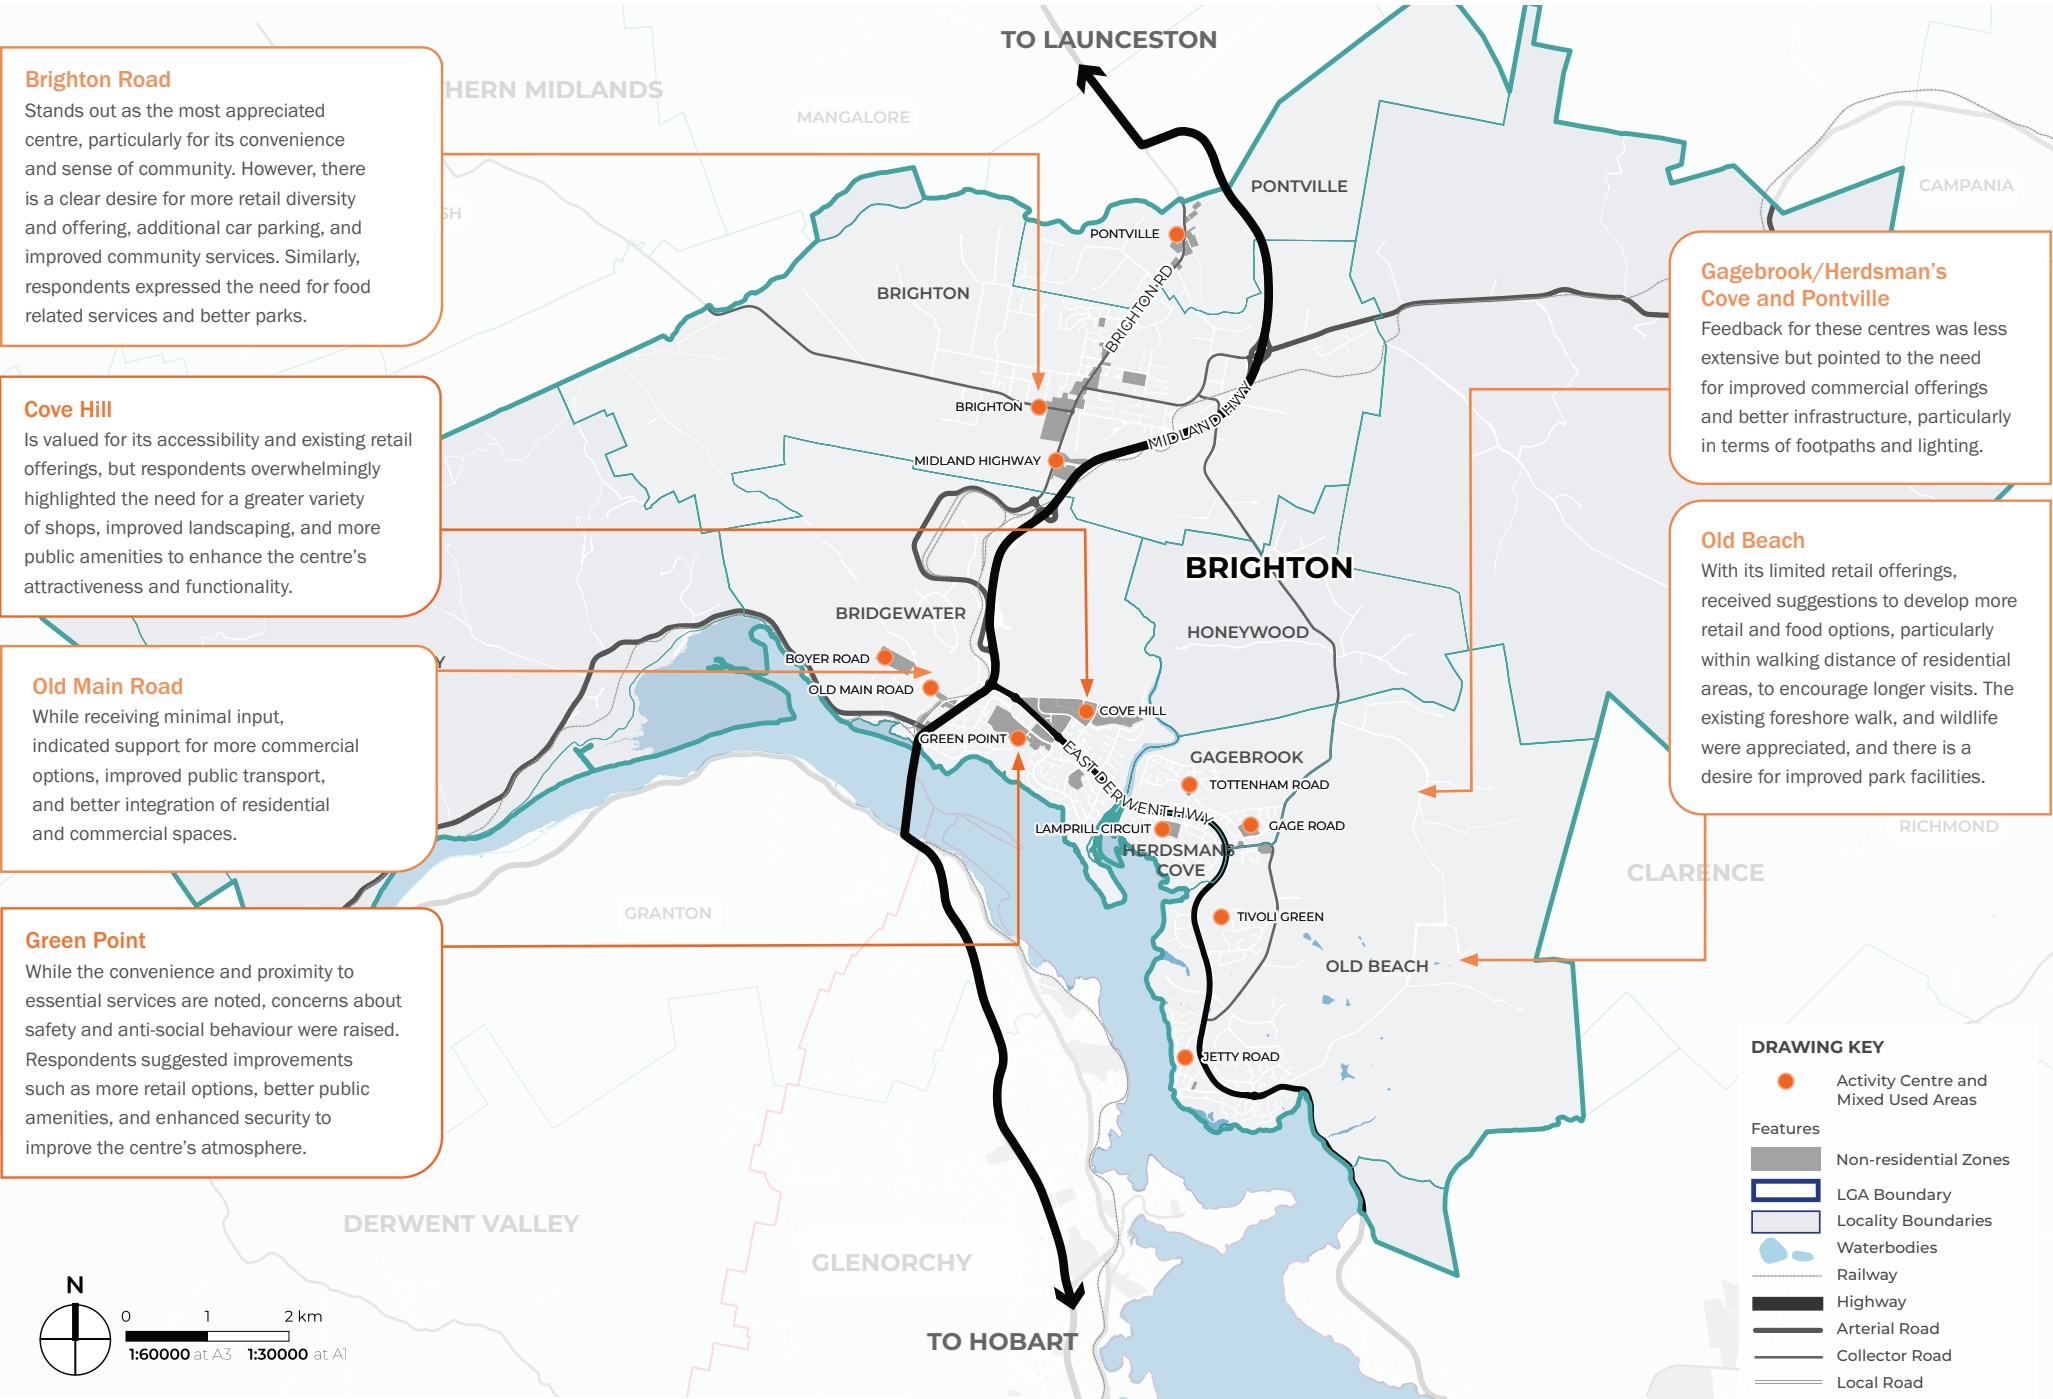 TO LAUNCESTON
THERN MIDLANDS
MANGALORE
SH
CAMPANIA
PONTVILLE
PONTVILLE
BRIGHTON
BRIGHTON RD
BRIGHTON
MIDLAND HIGHWAY
MIDLAND HWY
BRIGHTON
BRIDGEWATER
HONEYWOOD
BOYER ROAD
OLD MAIN ROAD
COVE HILL
GREEN POINT
EAST DERWENT HWY
GAGEBROOK
TOTTENHAM ROAD
LAMPRILL CIRCUIT
GAGE ROAD
HERDSMANS
COVE
TIVOLI GREEN
OLD BEACH
JETTY ROAD
RICHMOND
CLARENCE
GRANTON
DERWENT VALLEY
GLENORCHY
TO HOBART
Y
Brighton Road
Stands out as the most appreciated
centre, particularly for its convenience
and sense of community. However, there
is a clear desire for more retail diversity
and offering, additional car parking, and
improved community services. Similarly,
respondents expressed the need for food
related services and better parks.
Cove Hill
Is valued for its accessibility and existing retail
offerings, but respondents overwhelmingly
highlighted the need for a greater variety
of shops, improved landscaping, and more
public amenities to enhance the centre's
attractiveness and functionality.
Old Main Road
While receiving minimal input,
indicated support for more commercial
options, improved public transport,
and better integration of residential
and commercial spaces.
Green Point
While the convenience and proximity to
essential services are noted, concerns about
safety and anti-social behaviour were raised.
Respondents suggested improvements
such as more retail options, better public
amenities, and enhanced security to
improve the centre's atmosphere.
Gagebrook/Herdsman's
Cove and Pontville
Feedback for these centres was less
extensive but pointed to the need
for improved commercial offerings
and better infrastructure, particularly
in terms of footpaths and lighting.
Old Beach
With its limited retail offerings,
received suggestions to develop more
retail and food options, particularly
within walking distance of residential
areas, to encourage longer visits. The
existing foreshore walk, and wildlife
were appreciated, and there is a
desire for improved park facilities.
N
0 1 2 km
1:60000 at A3 1:30000 at A1
DRAWING KEY
Activity Centre and
Mixed Used Areas
Features
Non-residential Zones
LGA Boundary
Locality Boundaries
Waterbodies
Railway
Highway
Arterial Road
Collector Road
Local Road